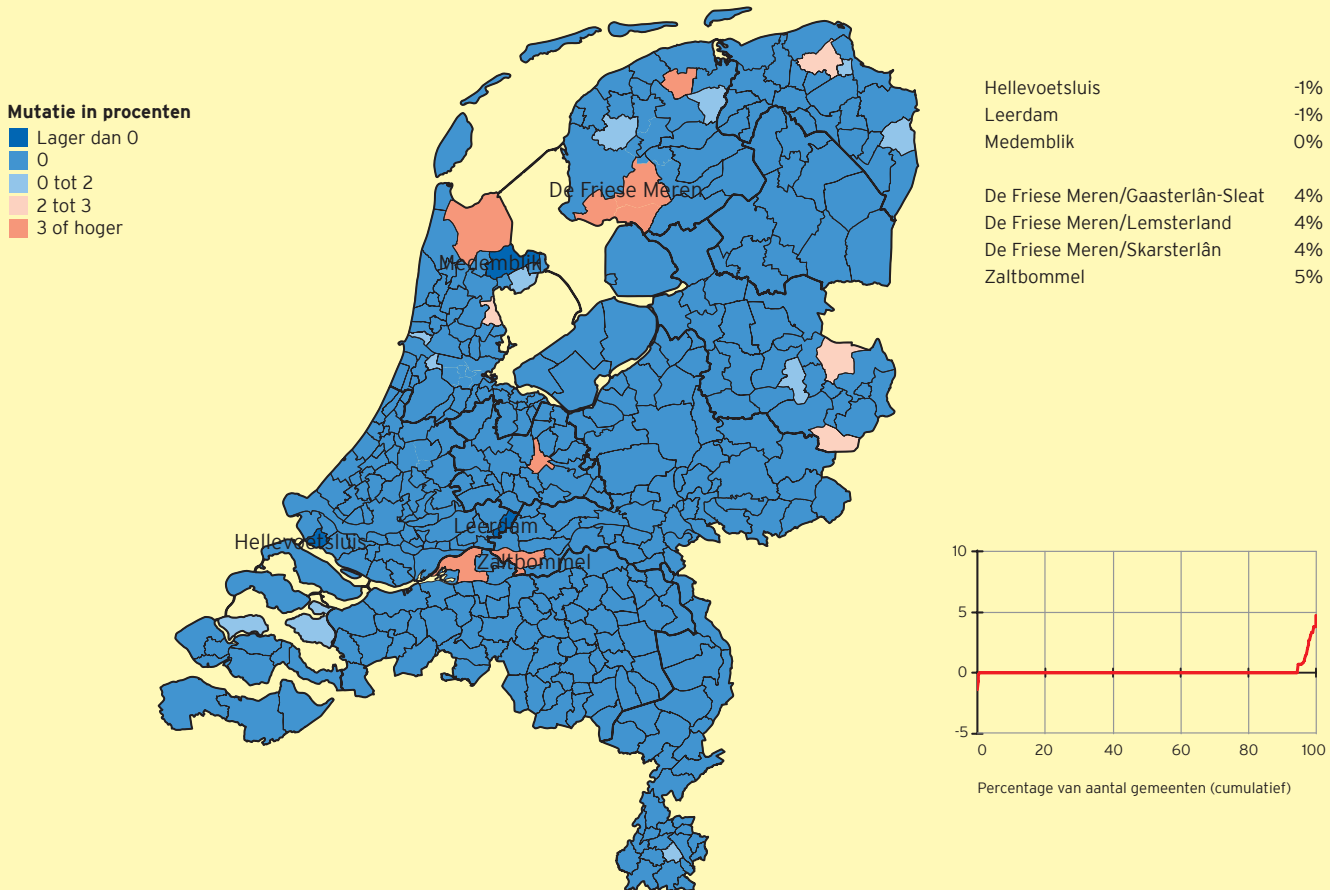 Mutatie in procenten
Lager dan 0
0
0 tot 2
2 tot 3
3 of hoger
De Friese Meren
Medemblik
Leerdam
Hellevoetsluis
Zaltbommel
Hellevoetsluis -1%
Leerdam -1%
Medemblik 0%
De Friese Meren/Gaasterlân-Sleat 4%
De Friese Meren/Lemsterland 4%
De Friese Meren/Skarsterlân 4%
Zaltbommel 5%
10
5
0
-5
0 20 40 60 80 100
Percentage van aantal gemeenten (cumulatief)